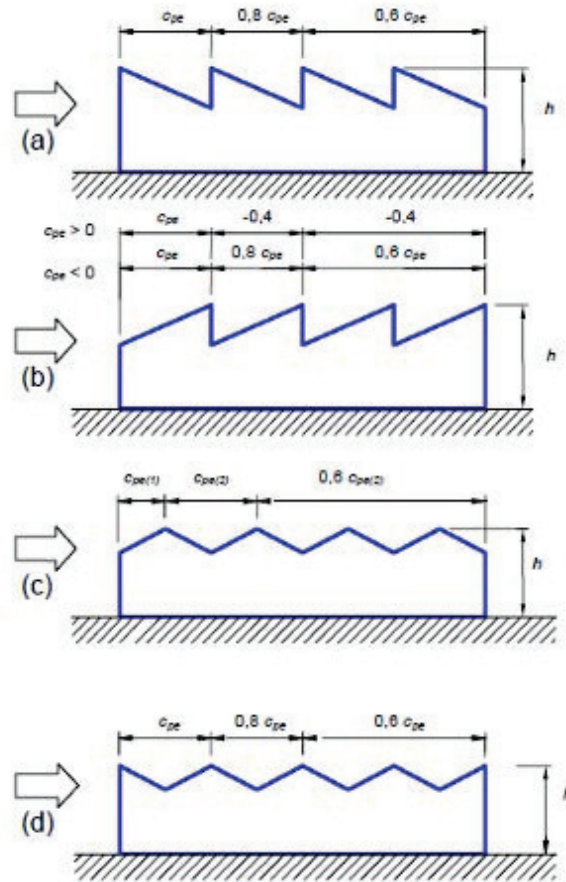 c_pe 0,8 c_pe 0,6 c_pe
h
(a)
c_pe > 0 c_pe -0,4 -0,4
c_pe < 0 c_pe 0,8 c_pe 0,6 c_pe
h
(b)
c_pe(1) c_pe(2) 0,6 c_pe(2)
h
(c)
c_pe 0,8 c_pe 0,6 c_pe
(d)